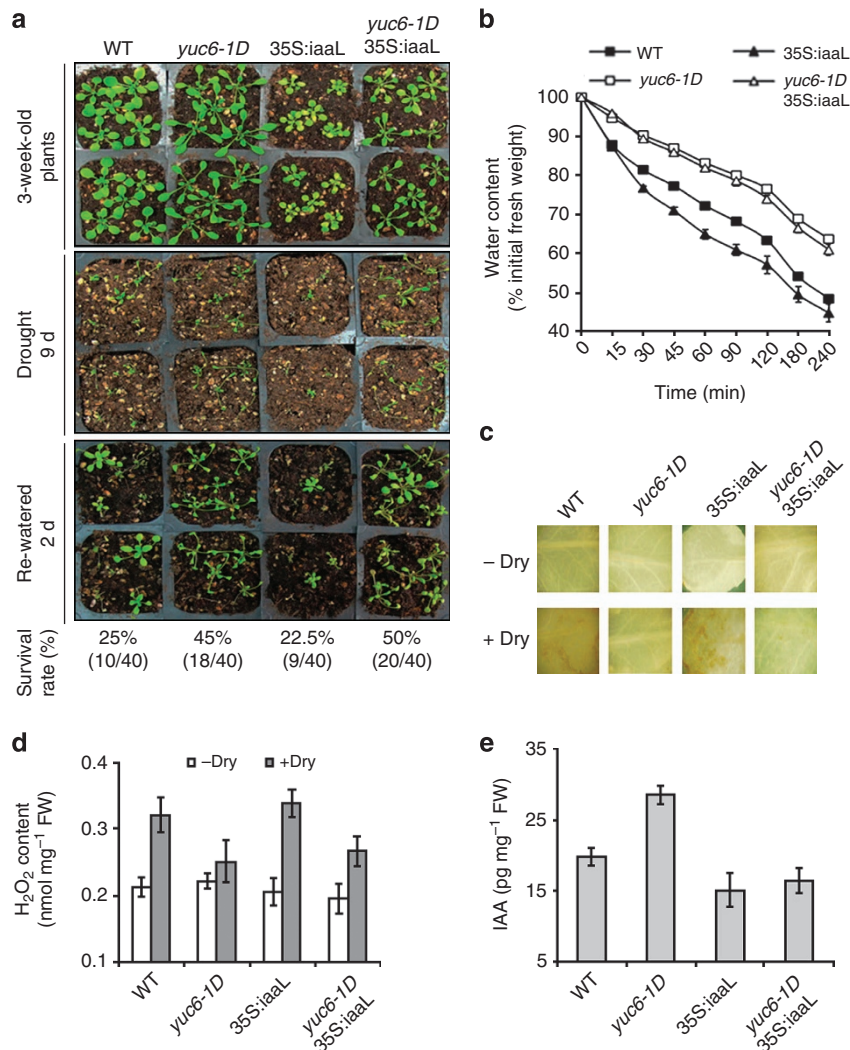 a
WT
yuc6-1D
35S:iaaL
yuc6-1D
35S:iaaL
3-week-old
plants
Drought
9 d
Re-watered
2 d
Survival
rate (%)
25%
(10/40)
45%
(18/40)
22.5%
(9/40)
50%
(20/40)
b
WT
35S:iaaL
yuc6-1D
yuc6-1D
35S:iaaL
Water content
(% initial fresh weight)
100
90
80
70
60
50
40
0 15 30 45 60 90 120 180 240
Time (min)
c
WT
yuc6-1D
35S:iaaL
yuc6-1D
35S:iaaL
– Dry
+ Dry
d
–Dry
+Dry
H₂O₂ content
(nmol mg⁻¹ FW)
0.4
0.3
0.2
0.1
WT
yuc6-1D
35S:iaaL
yuc6-1D
35S:iaaL
e
IAA (pg mg⁻¹ FW)
35
25
15
5
WT
yuc6-1D
35S:iaaL
yuc6-1D
35S:iaaL